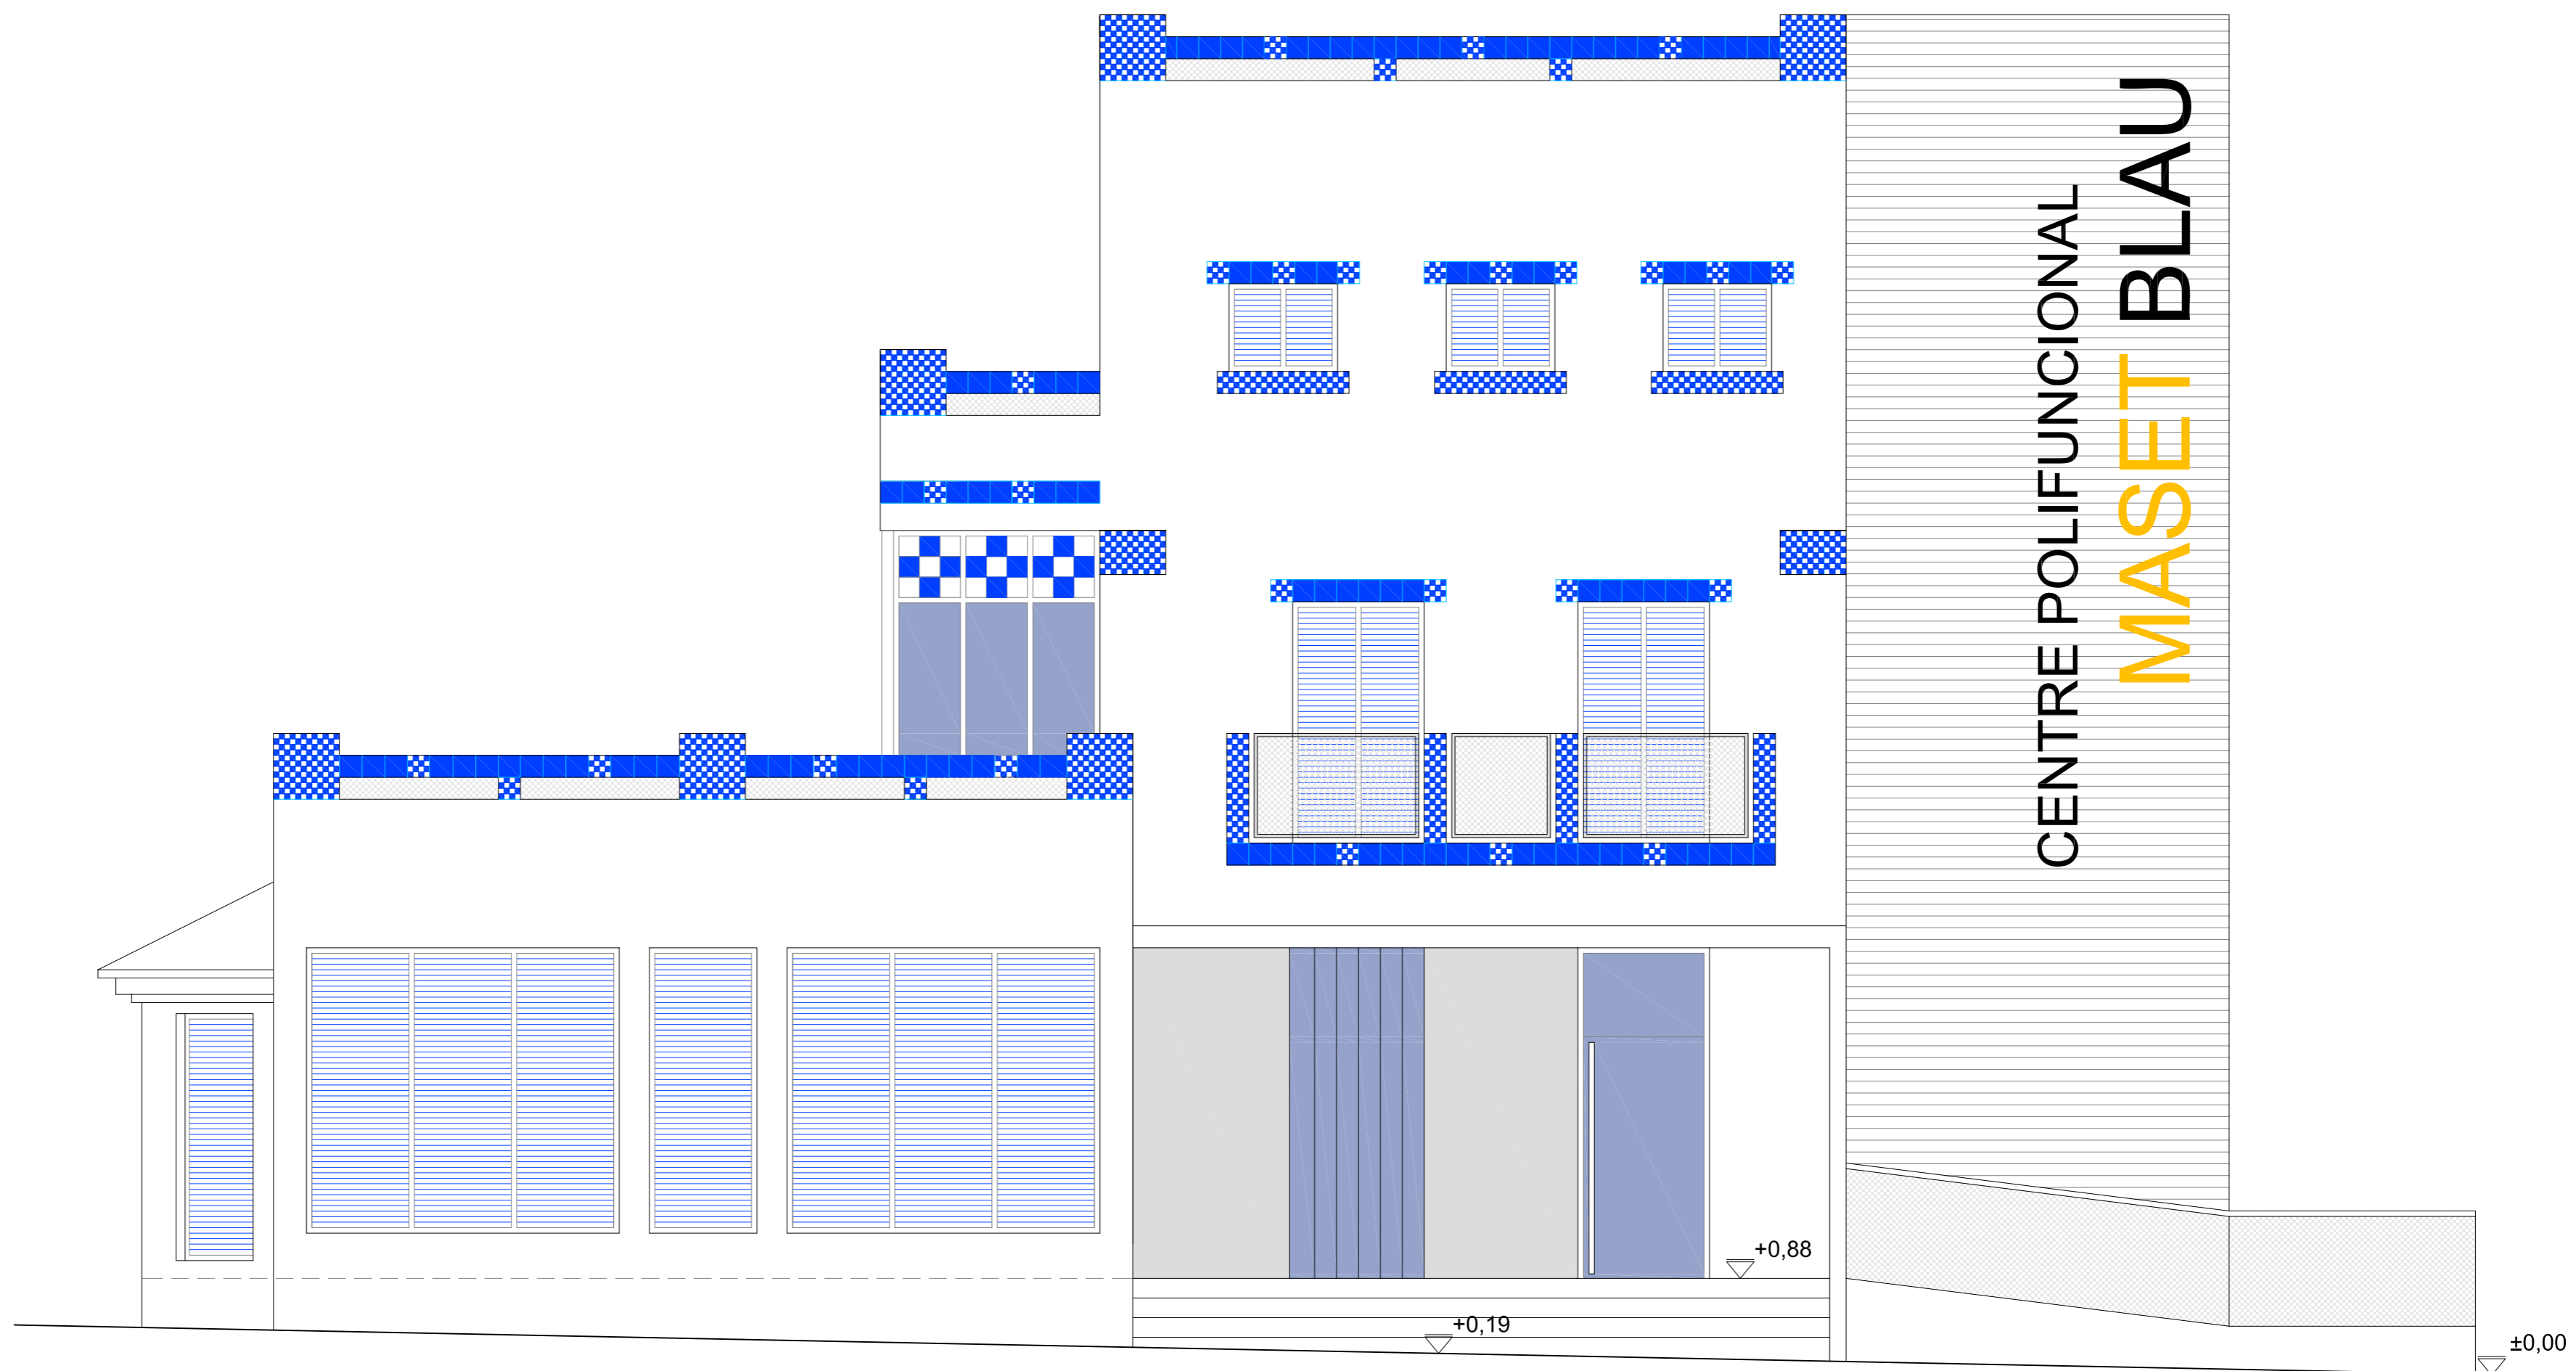 CENTRE POLIFUNCIONAL
MASET BLAU
+0,88
+0,19
±0,00